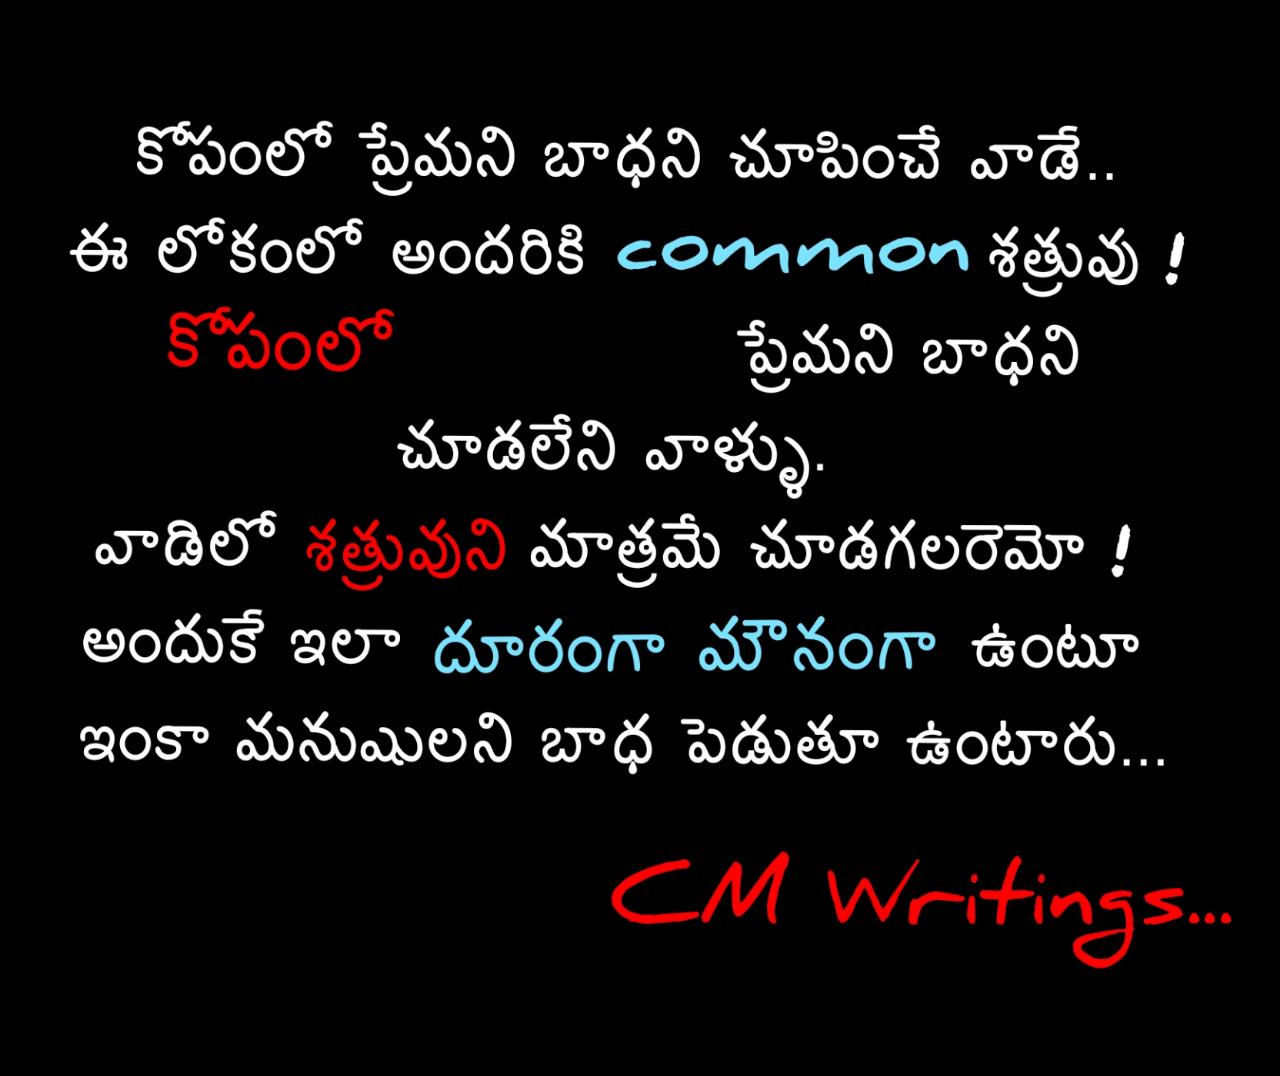 కోపంలో ప్రేమని బాధని చూపించే వాడే..
ఈ లోకంలో అందరికి common శత్రువు !
కోపంలో ప్రేమని బాధని
చూడలేని వాళ్ళు.
వాడిలో శత్రువుని మాత్రమే చూడగలరెమో !
అందుకే ఇలా దూరంగా మౌనంగా ఉంటూ
ఇంకా మనుషులని బాధ పెడుతూ ఉంటారు...
CM Writings...